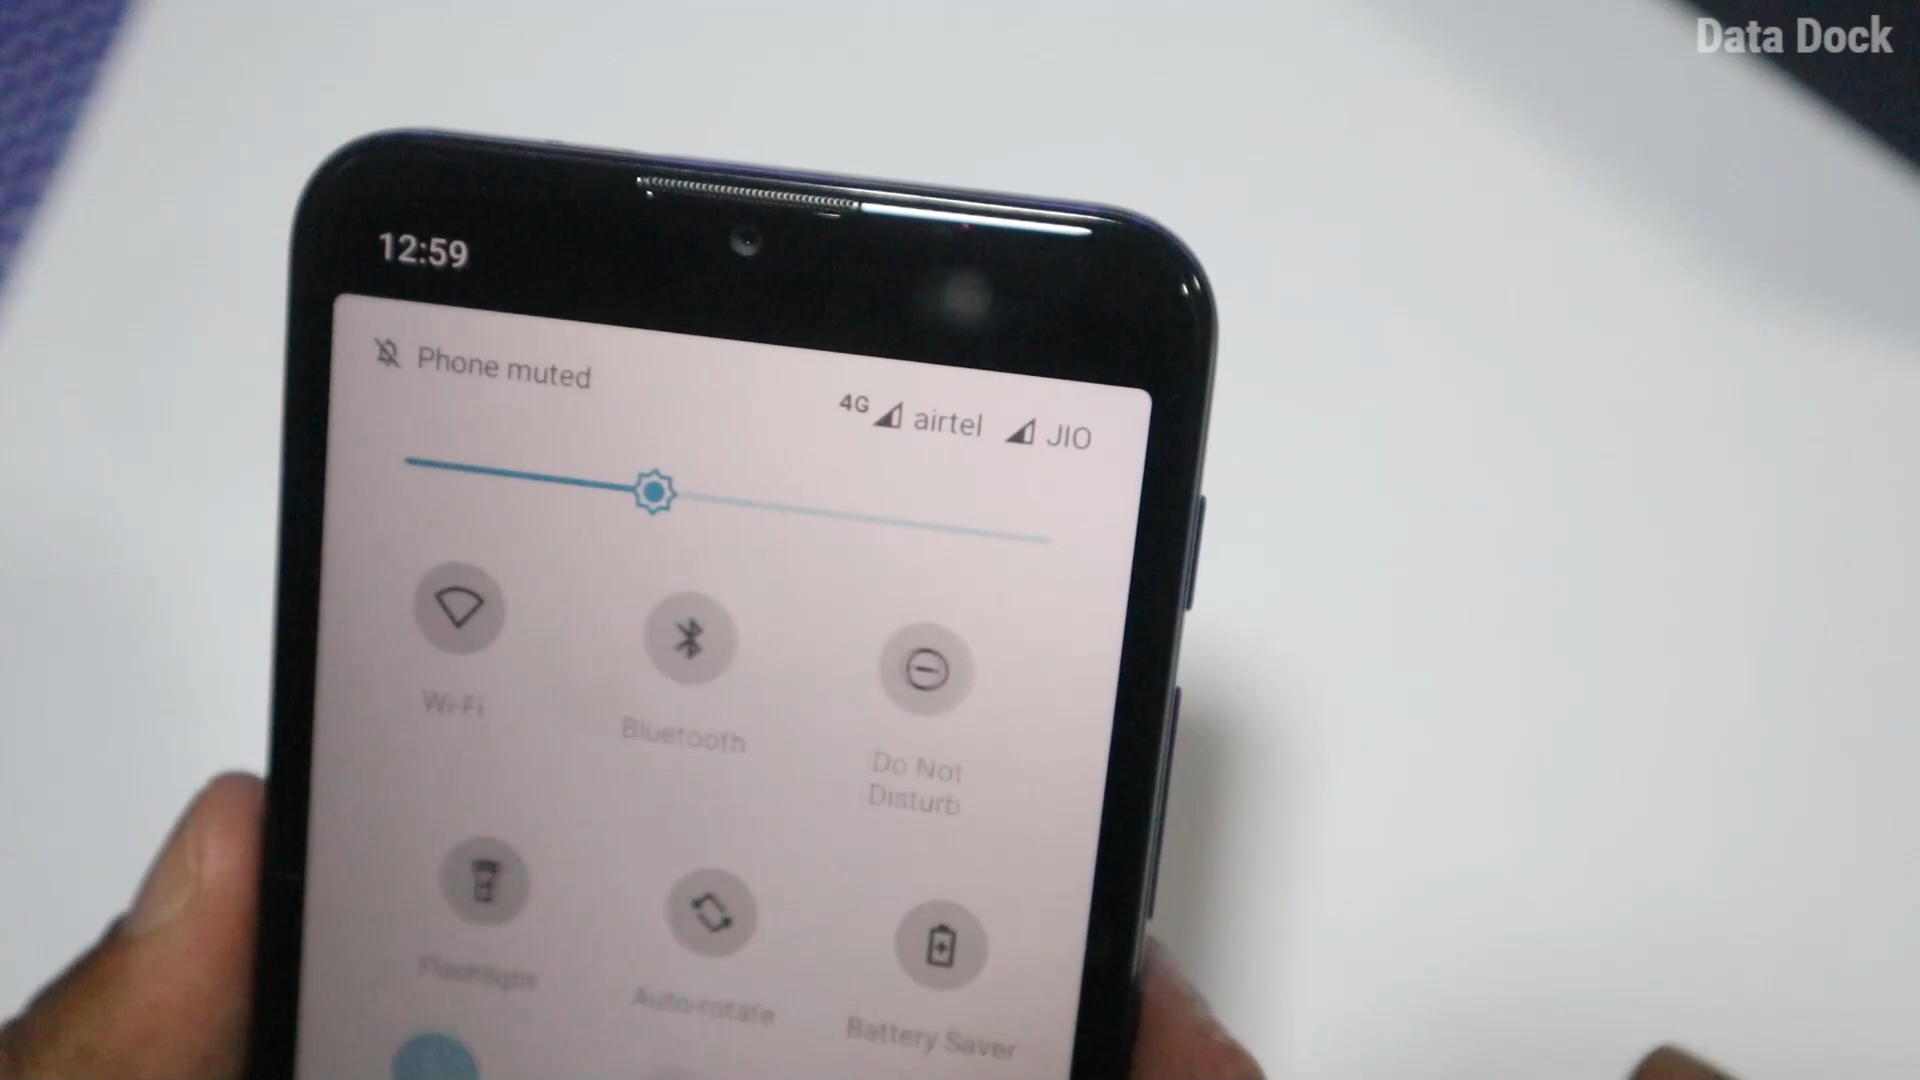 Data Dock
12:59
Phone muted
4G airtel JIO
Wi-Fi
Bluetooth
Do Not
Disturb
Flashlight
Auto-rotate
Battery Saver